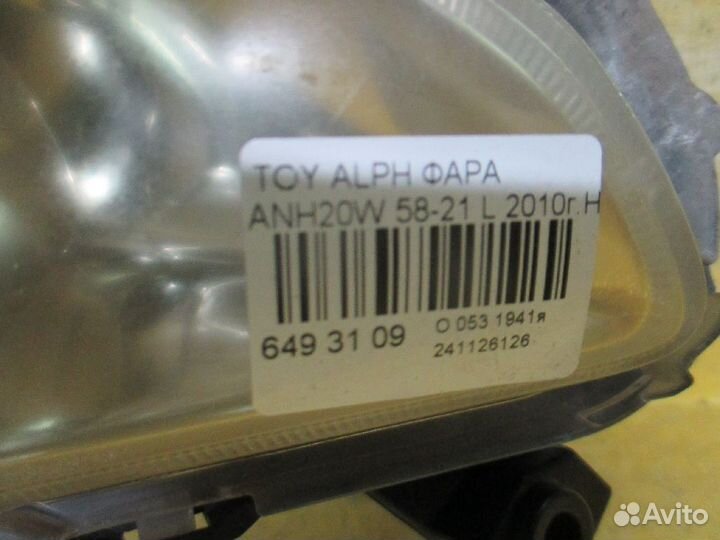 TOY ALPH ФАРА
ANH20W 58-21 L 2010г.Н
649 31 09
О 053 1941я
241126126
Avito